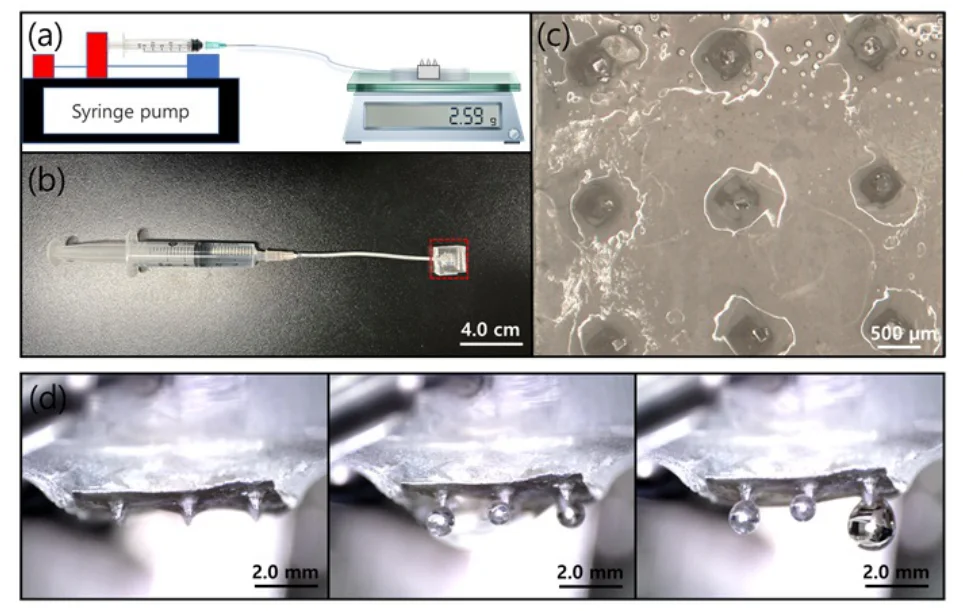 (a)
Syringe pump
2.59 g
(b)
4.0 cm
(c)
500 μm
(d)
2.0 mm
2.0 mm
2.0 mm